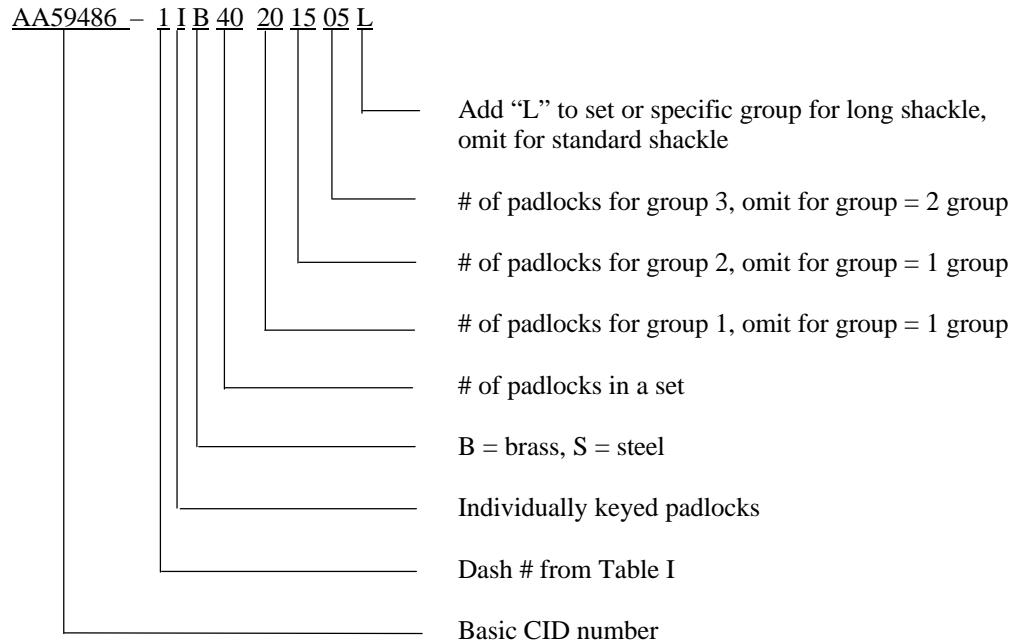 AA59486 – 1 I B 40 20 15 05 L
Add “L” to set or specific group for long shackle,
omit for standard shackle
# of padlocks for group 3, omit for group = 2 group
# of padlocks for group 2, omit for group = 1 group
# of padlocks for group 1, omit for group = 1 group
# of padlocks in a set
B = brass, S = steel
Individually keyed padlocks
Dash # from Table I
Basic CID number